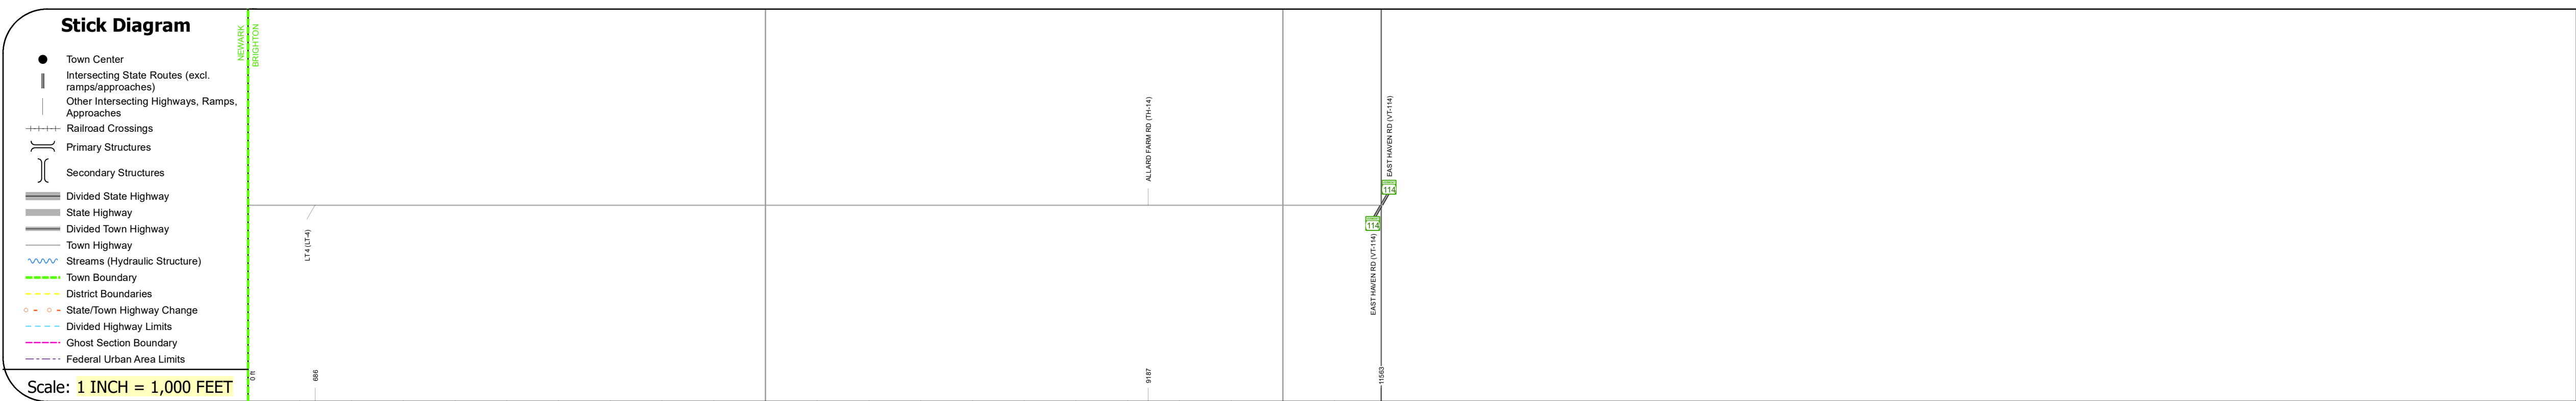 Stick Diagram
Town Center
Intersecting State Routes (excl.
ramps/approaches)
Other Intersecting Highways, Ramps,
Approaches
Railroad Crossings
Primary Structures
Secondary Structures
Divided State Highway
State Highway
Divided Town Highway
Town Highway
Streams (Hydraulic Structure)
Town Boundary
District Boundaries
State/Town Highway Change
Divided Highway Limits
Ghost Section Boundary
Federal Urban Area Limits
Scale: 1 INCH = 1,000 FEET
NEWARK
BRIGHTON
LT4 (LT-4)
ALLARD FARM RD (TH-14)
EAST HAVEN RD (VT-114)
114
114
EAST HAVEN RD (VT-114)
0 ft
686
9187
11563